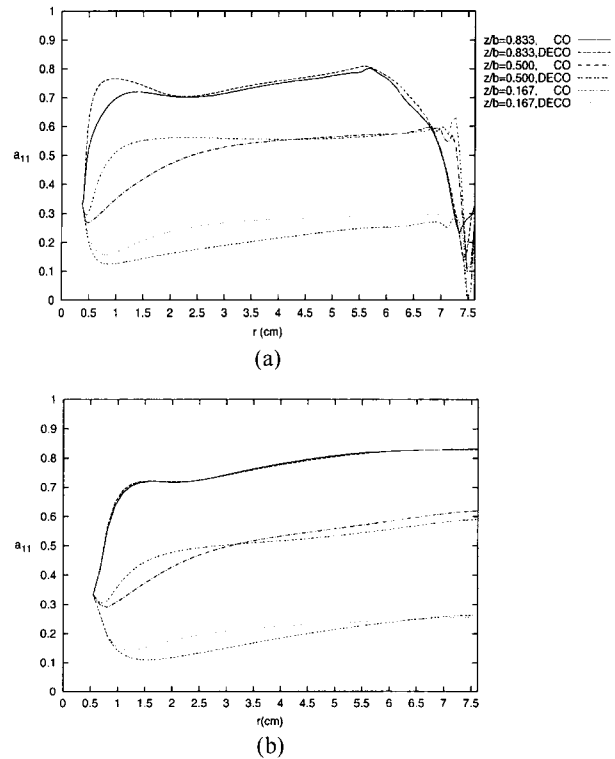 1
0.9
0.8
0.7
0.6
0.5
0.4
0.3
0.2
0.1
0
a11
0 0.5 1 1.5 2 2.5 3 3.5 4 4.5 5 5.5 6 6.5 7 7.5
r (cm)
z/b=0.833, CO
z/b=0.833,DECO
z/b=0.500, CO
z/b=0.500,DECO
z/b=0.167, CO
z/b=0.167,DECO
(a)
1
0.9
0.8
0.7
0.6
0.5
0.4
0.3
0.2
0.1
0
a11
0 0.5 1 1.5 2 2.5 3 3.5 4 4.5 5 5.5 6 6.5 7 7.5
r(cm)
(b)